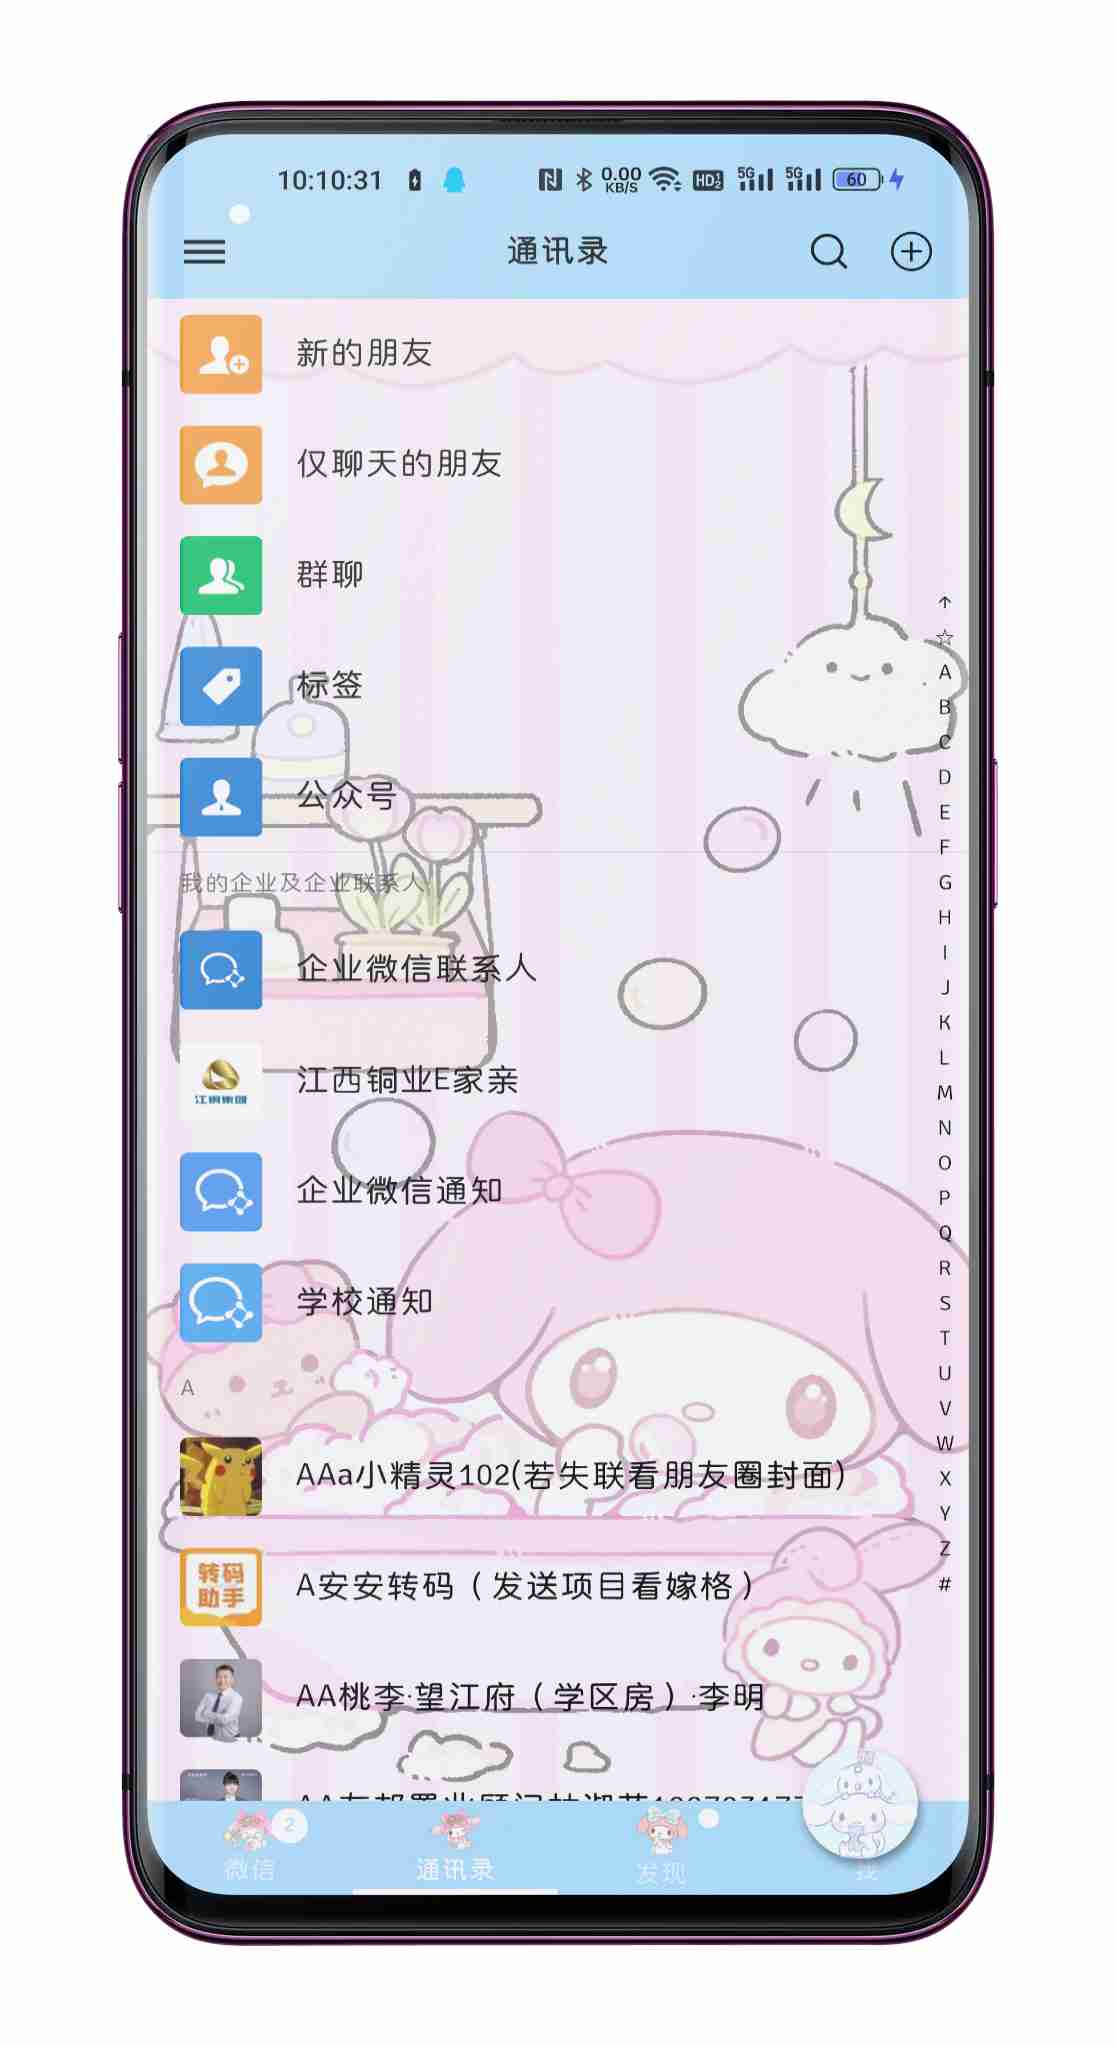 10:10:31
0.00
KB/S
HD
5G
5G
60
通讯录
新的朋友
仅聊天的朋友
群聊
标签
公众号
我的企业及企业联系人
企业微信联系人
江铜集团
江西铜业E家亲
企业微信通知
学校通知
A
AAa小精灵102(若失联看朋友圈封面)
转码
助手
A安安转码（发送项目看嫁格）
AA桃李·望江府（学区房）·李明
↑
☆
A
B
C
D
E
F
G
H
I
J
K
L
M
N
O
P
Q
R
S
T
U
V
W
X
Y
Z
#
2
微信
通讯录
发现
我